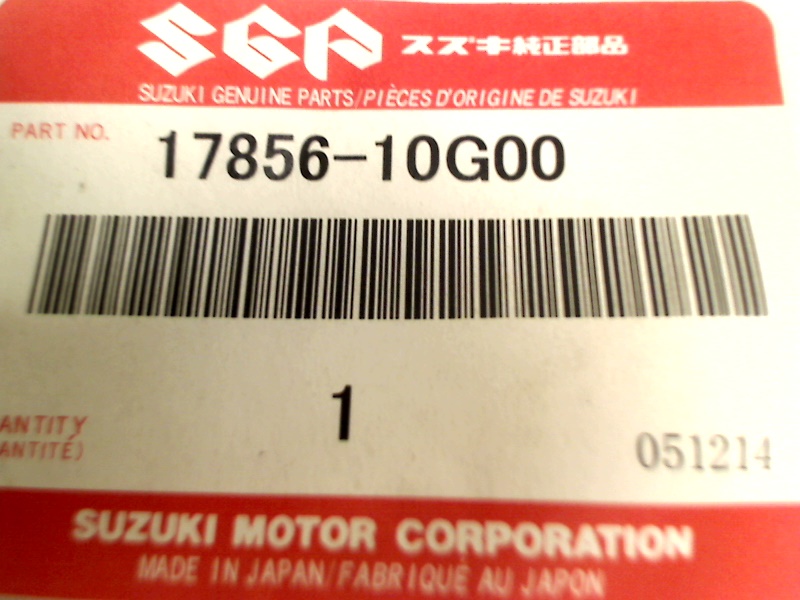 SGP スズキ純正部品
SUZUKI GENUINE PARTS/PIÈCES D'ORIGINE DE SUZUKI
PART NO. 17856-10G00
1
ANTITY
ANTITÉ)
051214
SUZUKI MOTOR CORPORATION
MADE IN JAPAN/FABRIQUÉ AU JAPON